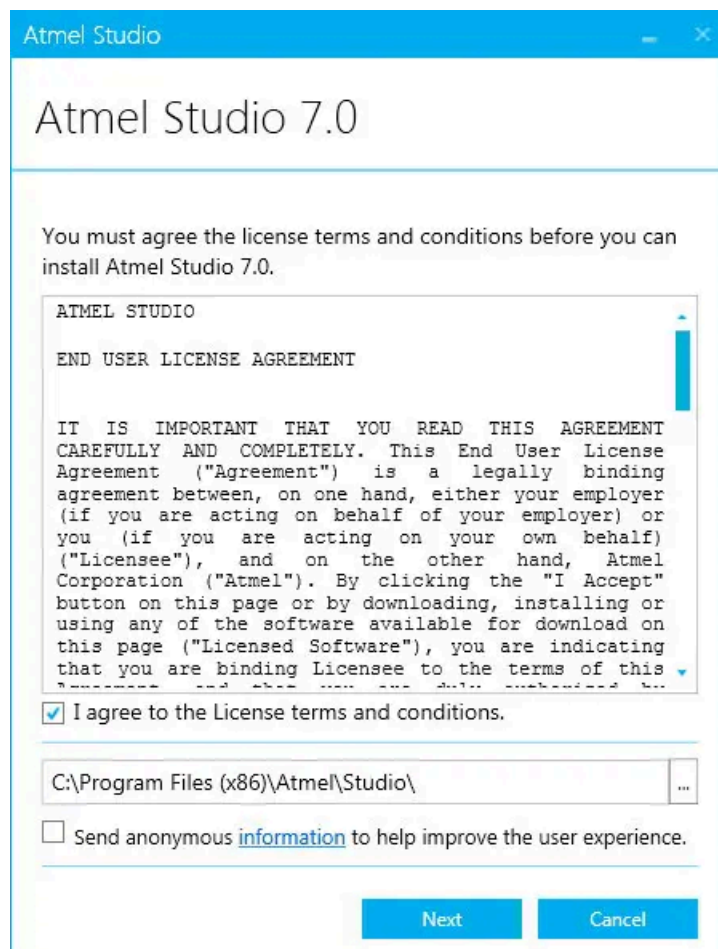 Atmel Studio
Atmel Studio 7.0
You must agree the license terms and conditions before you can
install Atmel Studio 7.0.
ATMEL STUDIO
END USER LICENSE AGREEMENT
IT IS IMPORTANT THAT YOU READ THIS AGREEMENT
CAREFULLY AND COMPLETELY. This End User License
Agreement ("Agreement") is a legally binding
agreement between, on one hand, either your employer
(if you are acting on behalf of your employer) or
you (if you are acting on your own behalf)
("Licensee"), and on the other hand, Atmel
Corporation ("Atmel"). By clicking the "I Accept"
button on this page or by downloading, installing or
using any of the software available for download on
this page ("Licensed Software"), you are indicating
that you are binding Licensee to the terms of this
I agree to the License terms and conditions.
C:\Program Files (x86)\Atmel\Studio\
...
Send anonymous information to help improve the user experience.
Next
Cancel